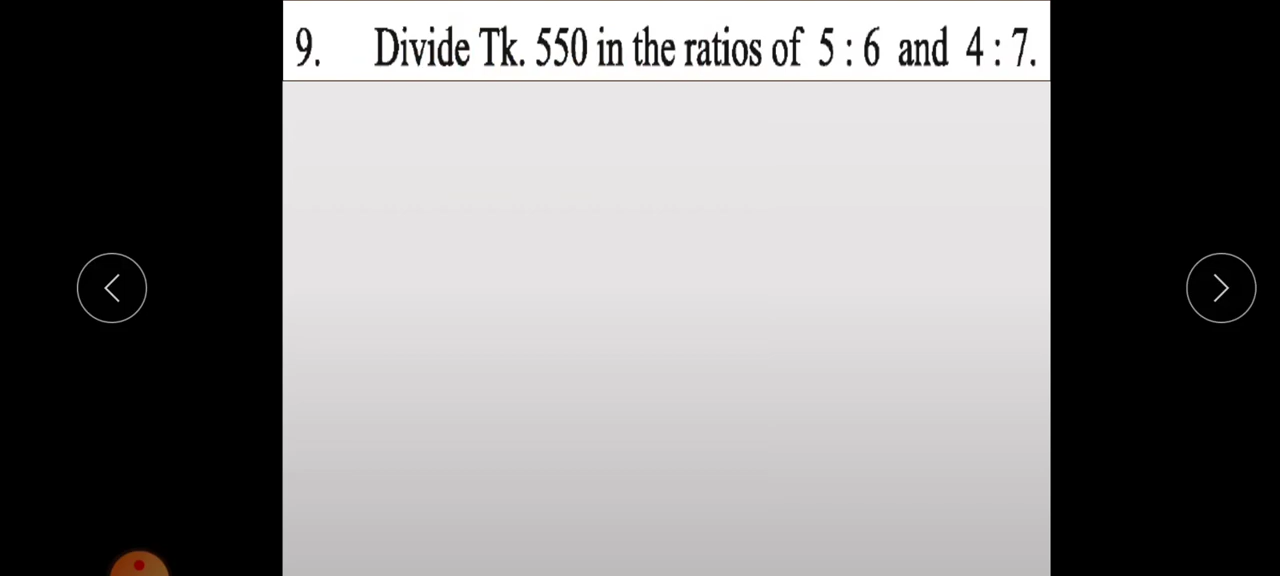 9. Divide Tk. 550 in the ratios of 5 : 6 and 4 : 7.